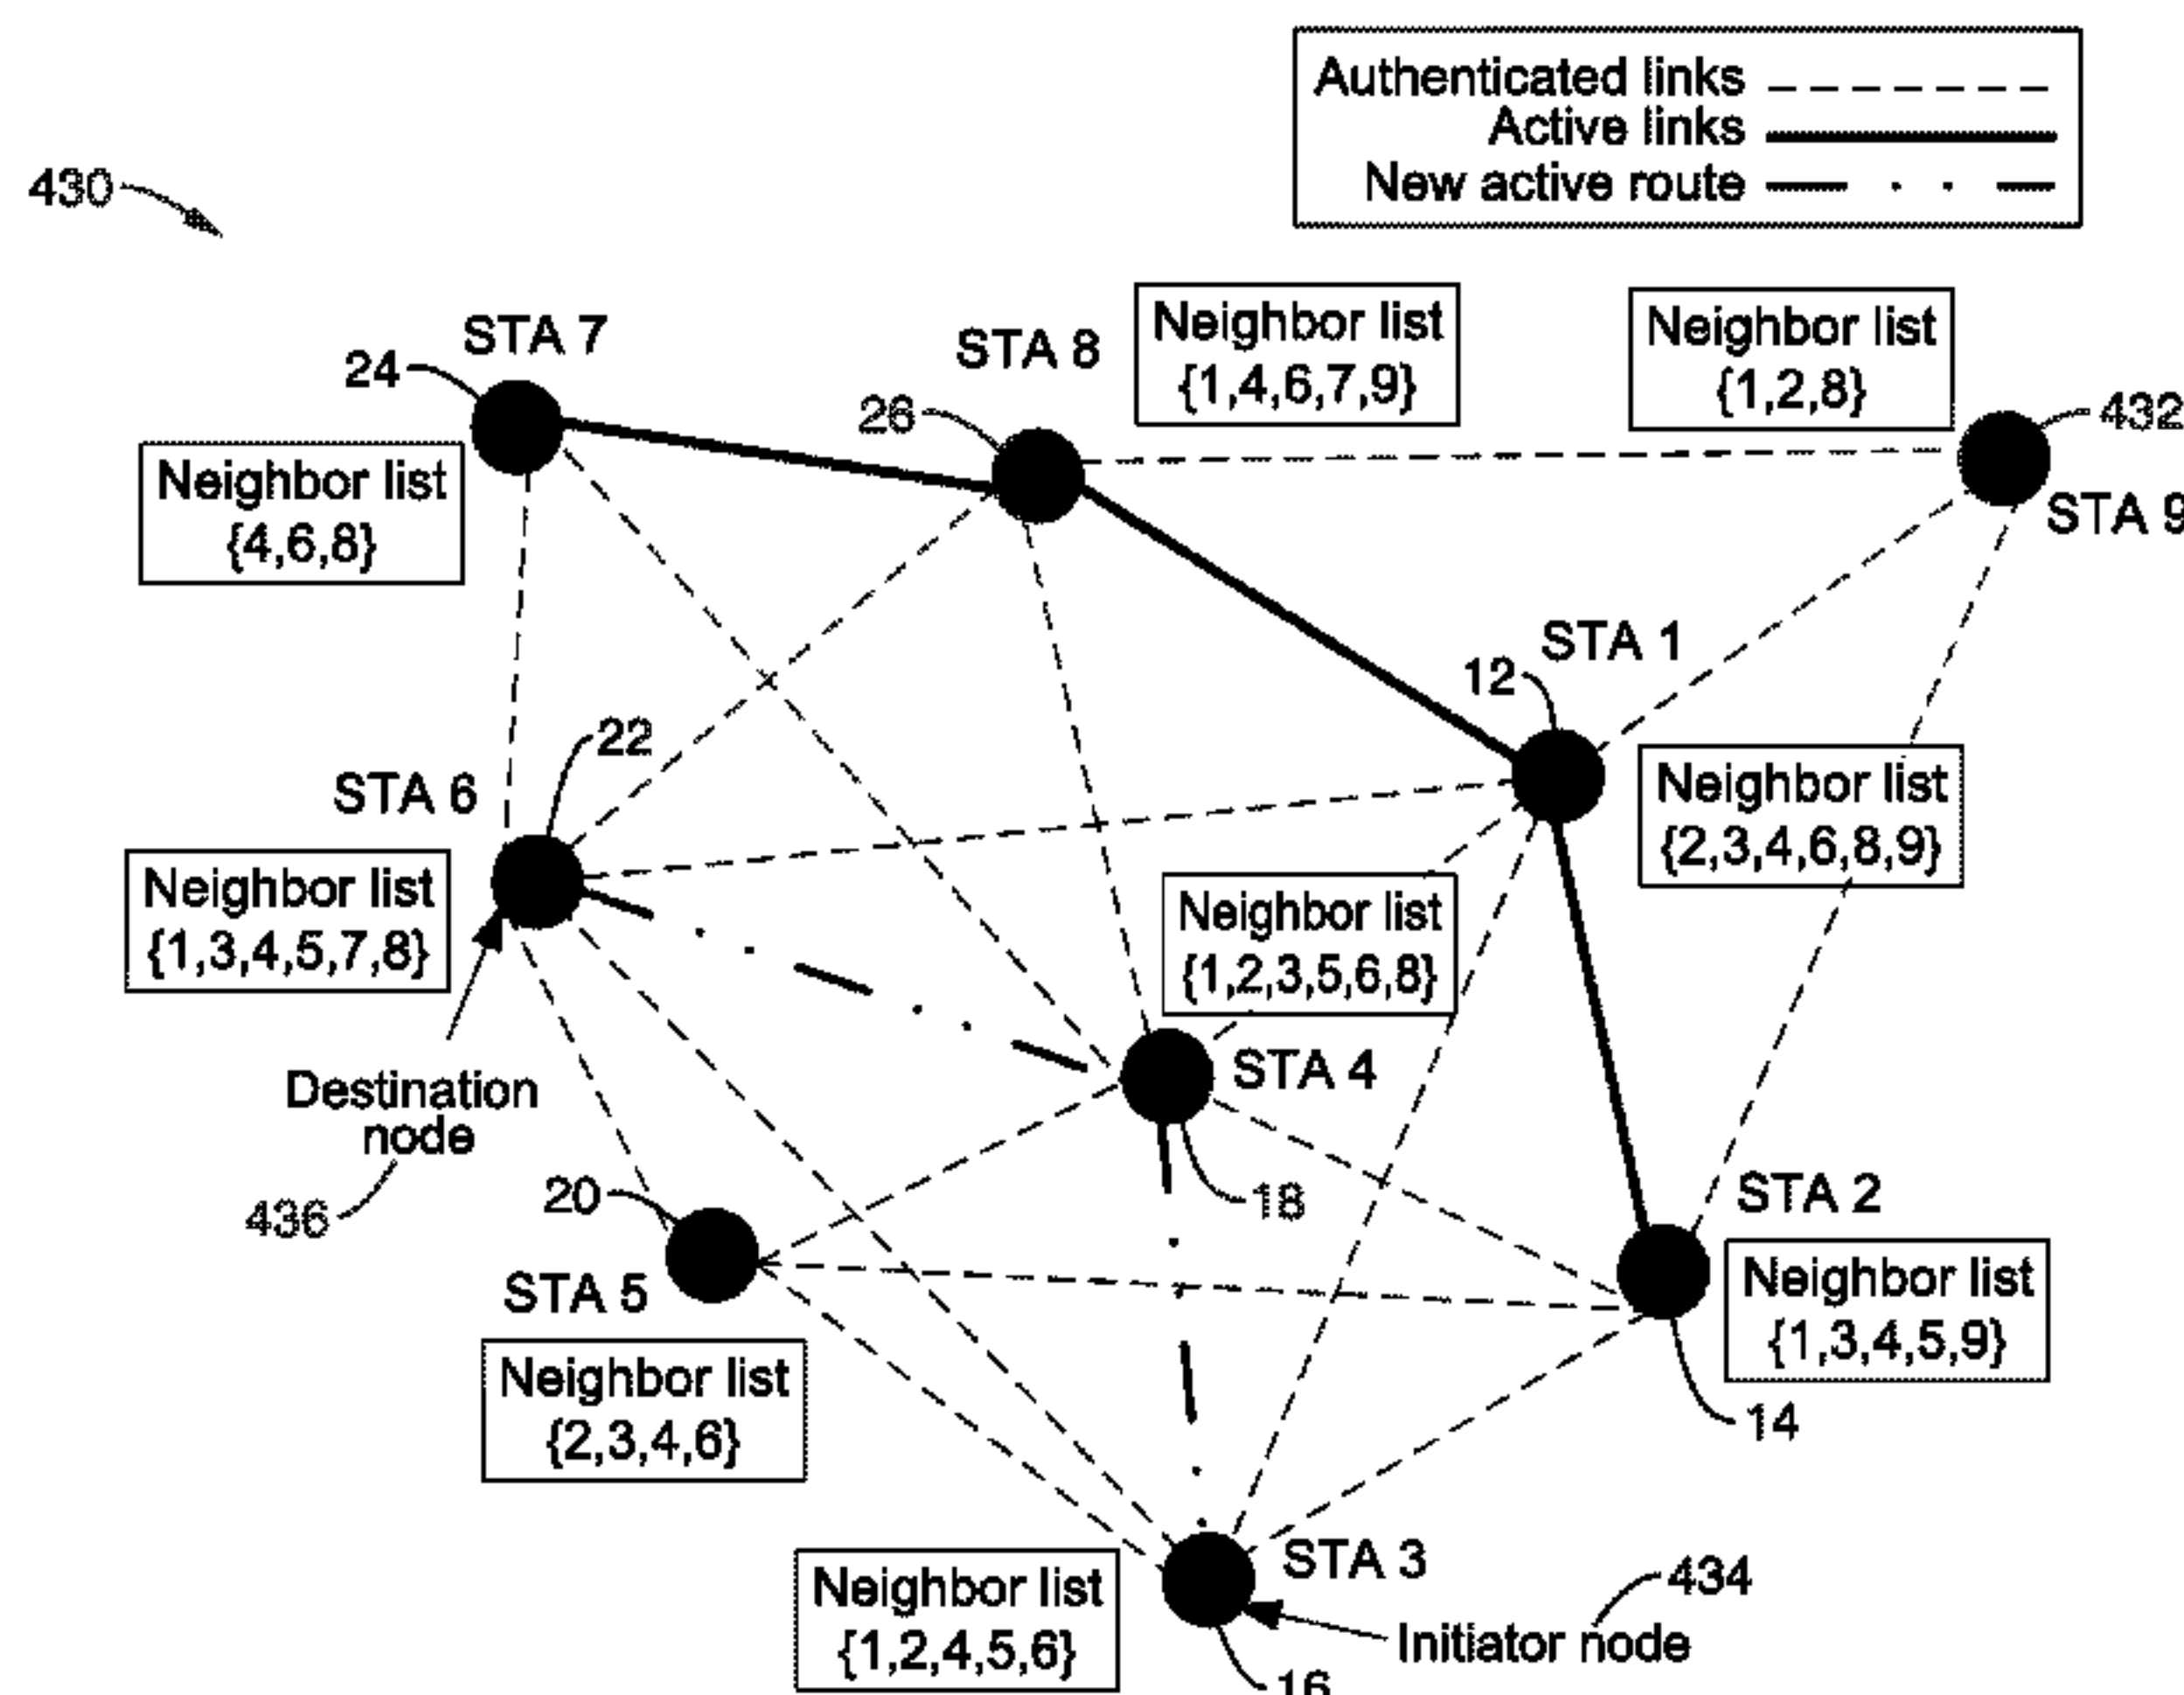 Authenticated links
Active links
New active route
430
STA 7
24
STA 8
26
Neighbor list
{1,4,6,7,9}
Neighbor list
{1,2,8}
432
STA 9
Neighbor list
{4,6,8}
STA 1
12
22
STA 6
Neighbor list
{2,3,4,6,8,9}
Neighbor list
{1,3,4,5,7,8}
Neighbor list
{1,2,3,5,6,8}
STA 4
Destination
node
436
20
18
STA 2
STA 5
Neighbor list
{1,3,4,5,9}
Neighbor list
{2,3,4,6}
14
STA 3
Neighbor list
{1,2,4,5,6}
434
Initiator node
16